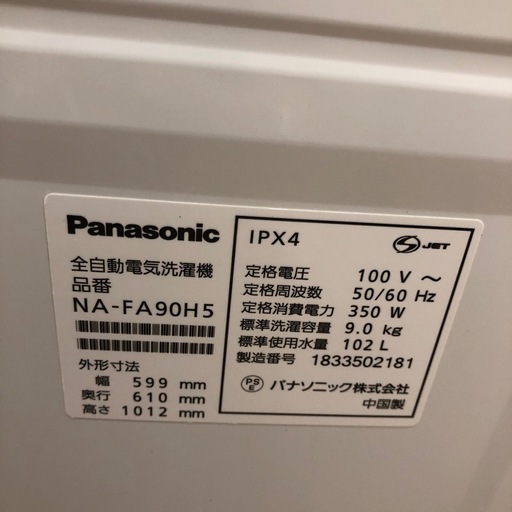 Panasonic
全自動電気洗濯機
品番
NA-FA90H5
外形寸法
幅 599 mm
奥行 610 mm
高さ 1012 mm
IPX4
S JET
定格電圧 100 V ～
定格周波数 50/60 Hz
定格消費電力 350 W
標準洗濯容量 9.0 kg
標準使用水量 102 L
製造番号 1833502181
PS E パナソニック株式会社
中国製